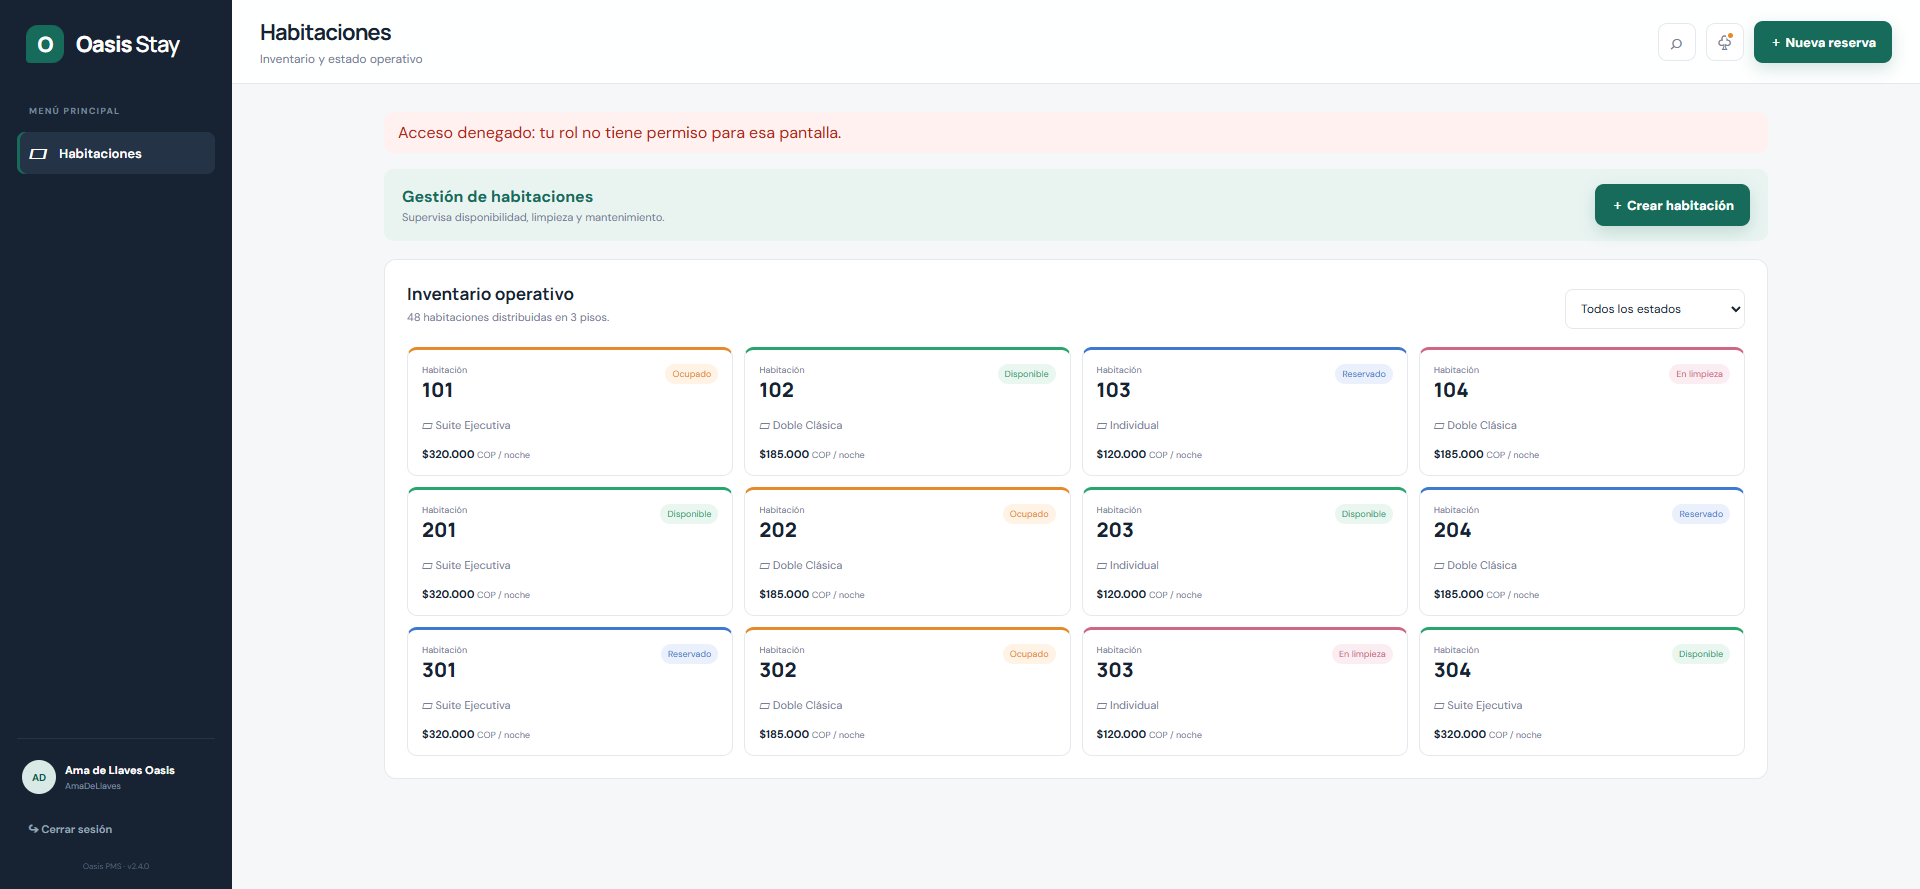 O Oasis Stay
MENÚ PRINCIPAL
Habitaciones
AD
Ama de Llaves Oasis
AmaDeLlaves
Cerrar sesión
Oasis PMS · v2.4.0
Habitaciones
Inventario y estado operativo
+ Nueva reserva
Acceso denegado: tu rol no tiene permiso para esa pantalla.
Gestión de habitaciones
Supervisa disponibilidad, limpieza y mantenimiento.
+ Crear habitación
Inventario operativo
48 habitaciones distribuidas en 3 pisos.
Todos los estados
Habitación
101
Ocupado
Suite Ejecutiva
$320.000 COP / noche
Habitación
102
Disponible
Doble Clásica
$185.000 COP / noche
Habitación
103
Reservado
Individual
$120.000 COP / noche
Habitación
104
En limpieza
Doble Clásica
$185.000 COP / noche
Habitación
201
Disponible
Suite Ejecutiva
$320.000 COP / noche
Habitación
202
Ocupado
Doble Clásica
$185.000 COP / noche
Habitación
203
Disponible
Individual
$120.000 COP / noche
Habitación
204
Reservado
Doble Clásica
$185.000 COP / noche
Habitación
301
Reservado
Suite Ejecutiva
$320.000 COP / noche
Habitación
302
Ocupado
Doble Clásica
$185.000 COP / noche
Habitación
303
En limpieza
Individual
$120.000 COP / noche
Habitación
304
Disponible
Suite Ejecutiva
$320.000 COP / noche